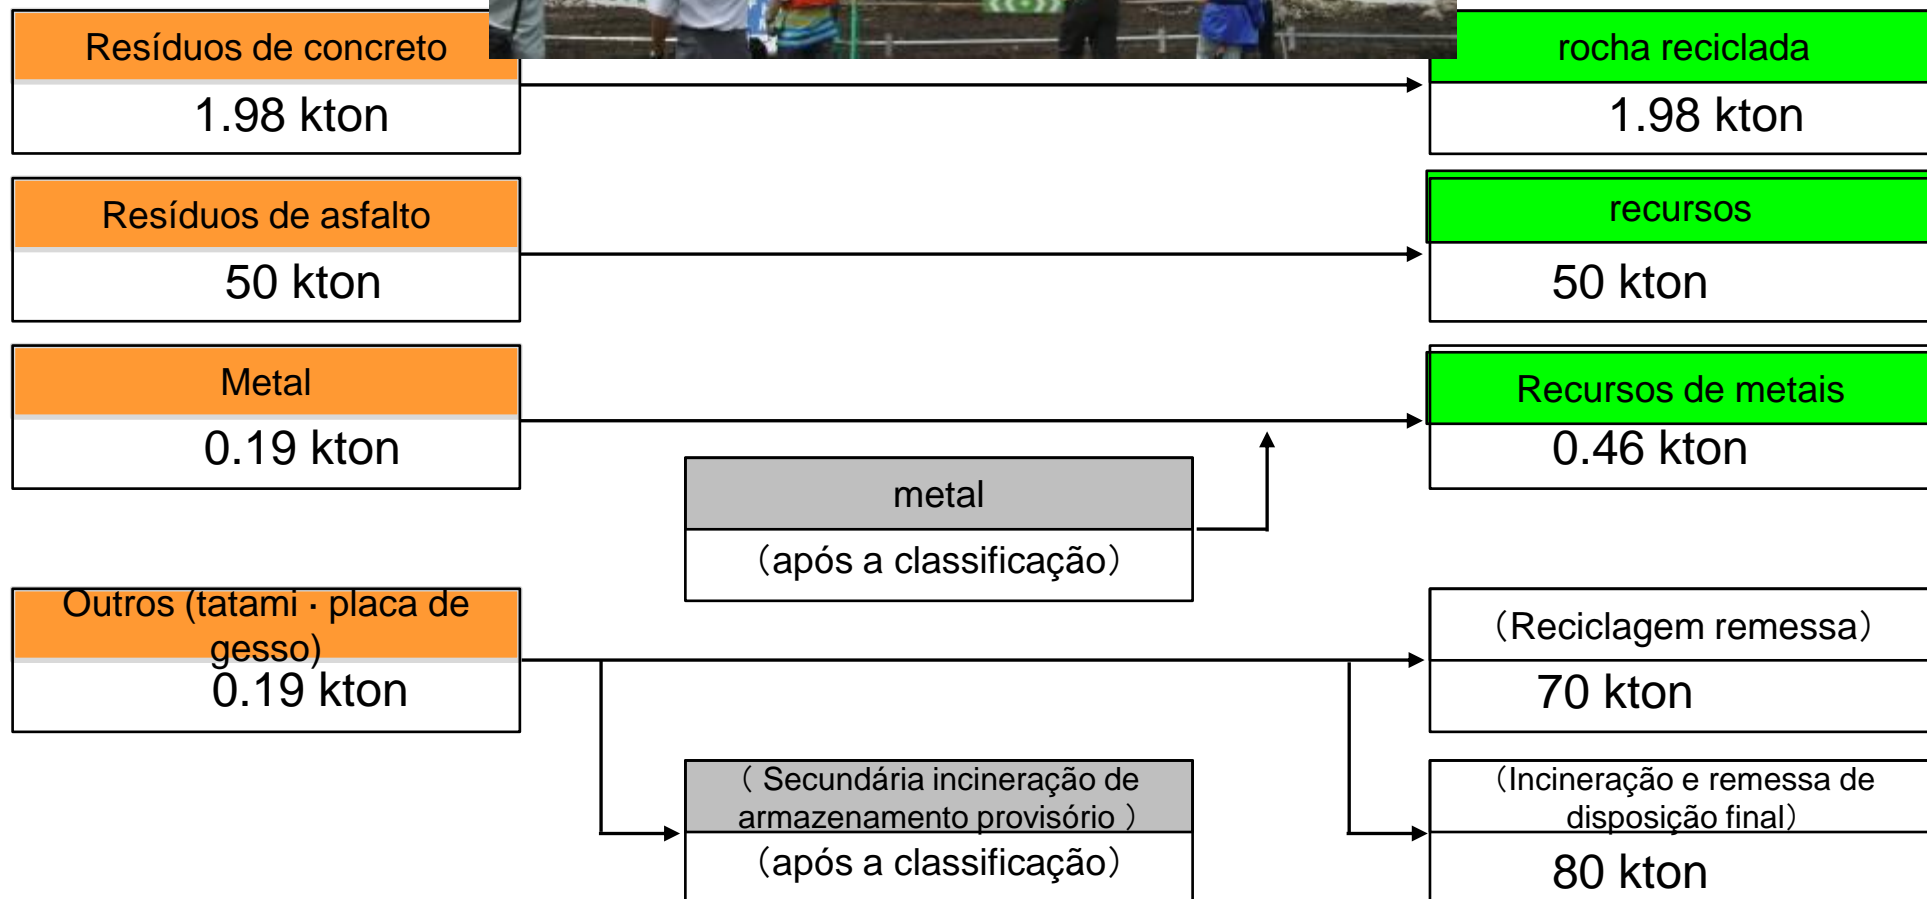 Resíduos de concreto
1.98 kton
rocha reciclada
1.98 kton
Resíduos de asfalto
50 kton
recursos
50 kton
Metal
0.19 kton
Recursos de metais
0.46 kton
metal
（após a classificação）
Outros (tatami · placa de
gesso)
0.19 kton
（Reciclagem remessa）
70 kton
（ Secundária incineração de
armazenamento provisório ）
（após a classificação）
（Incineração e remessa de
disposição final）
80 kton